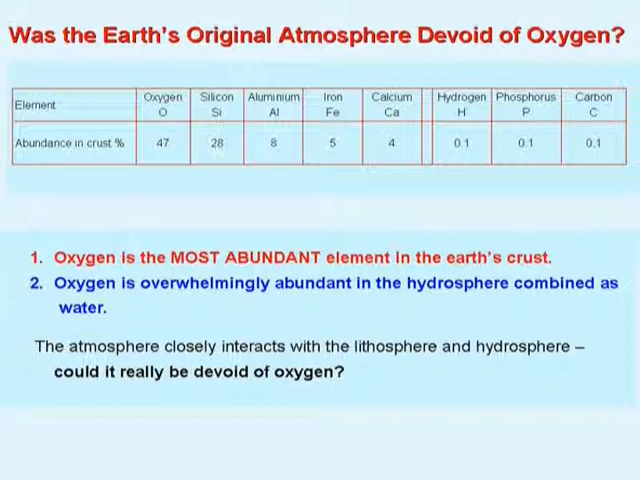 Was the Earth's Original Atmosphere Devoid of Oxygen?
Element Oxygen O Silicon Si Aluminium Al Iron Fe Calcium Ca Hydrogen H Phosphorus P Carbon C
Abundance in crust % 47 28 8 5 4 0.1 0.1 0.1
1. Oxygen is the MOST ABUNDANT element in the earth's crust.
2. Oxygen is overwhelmingly abundant in the hydrosphere combined as
water.
The atmosphere closely interacts with the lithosphere and hydrosphere –
could it really be devoid of oxygen?